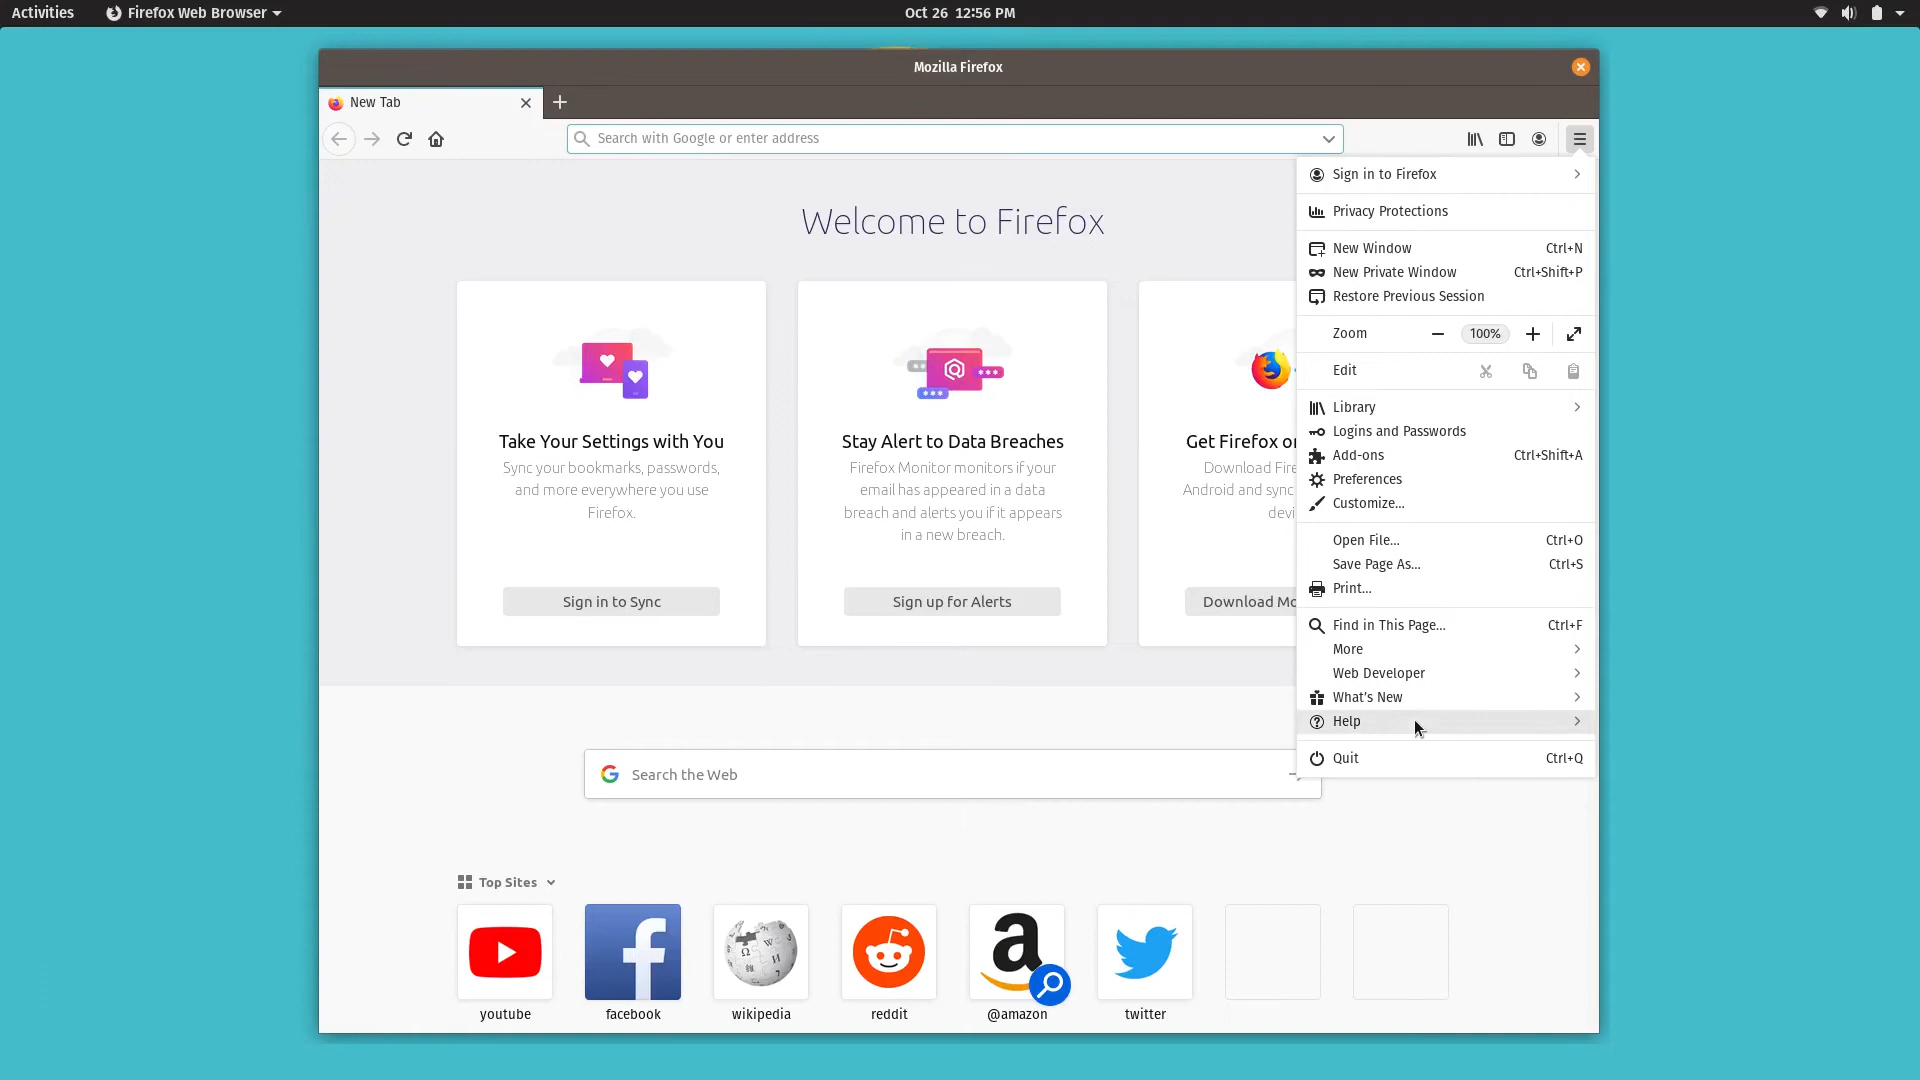 Activities
Firefox Web Browser
Oct 26 12:56 PM
Mozilla Firefox
New Tab
Search with Google or enter address
Sign in to Firefox
Privacy Protections
New Window Ctrl+N
New Private Window Ctrl+Shift+P
Restore Previous Session
Zoom 100%
Edit
Library
Logins and Passwords
Add-ons Ctrl+Shift+A
Preferences
Customize...
Open File... Ctrl+O
Save Page As... Ctrl+S
Print...
Find in This Page... Ctrl+F
More
Web Developer
What's New
Help
Quit Ctrl+Q
Welcome to Firefox
Take Your Settings with You
Sync your bookmarks, passwords,
and more everywhere you use
Firefox.
Sign in to Sync
Stay Alert to Data Breaches
Firefox Monitor monitors if your
email has appeared in a data
breach and alerts you if it appears
in a new breach.
Sign up for Alerts
Get Firefox o
Download Fire
Android and sync
devi
Download Mo
Search the Web
Top Sites
youtube
facebook
wikipedia
reddit
@amazon
twitter